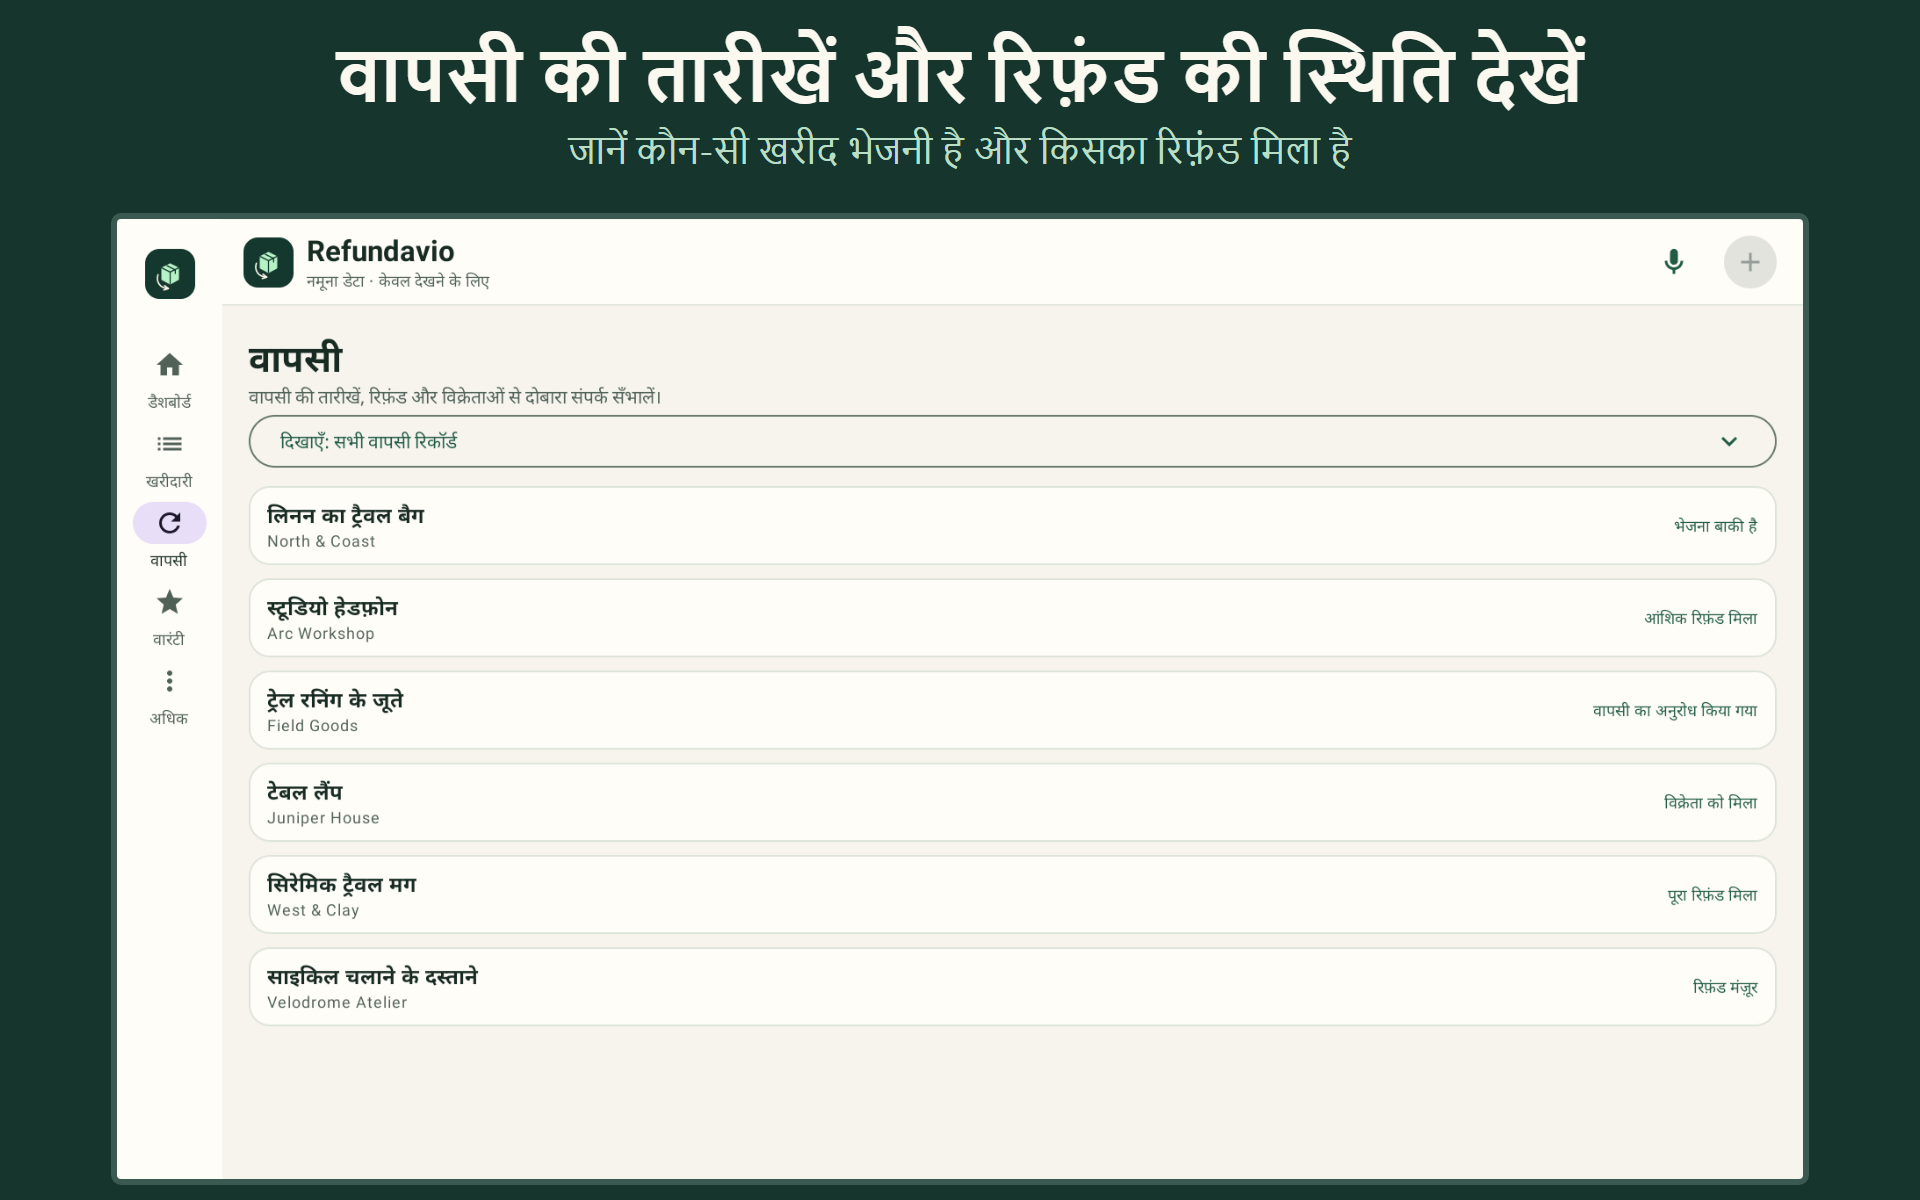 वापसी की तारीखें और रिफ़ंड की स्थिति देखें
जानें कौन-सी खरीद भेजनी है और किसका रिफ़ंड मिला है
Refundavio
नमूना डेटा · केवल देखने के लिए
डैशबोर्ड
खरीदारी
वापसी
वारंटी
अधिक
वापसी
वापसी की तारीखें, रिफ़ंड और विक्रेताओं से दोबारा संपर्क सँभालें।
दिखाएँ: सभी वापसी रिकॉर्ड
लिनन का ट्रैवल बैग
North & Coast
भेजना बाकी है
स्टूडियो हेडफ़ोन
Arc Workshop
आंशिक रिफ़ंड मिला
ट्रेल रनिंग के जूते
Field Goods
वापसी का अनुरोध किया गया
टेबल लैंप
Juniper House
विक्रेता को मिला
सिरेमिक ट्रैवल मग
West & Clay
पूरा रिफ़ंड मिला
साइकिल चलाने के दस्ताने
Velodrome Atelier
रिफ़ंड मंज़ूर